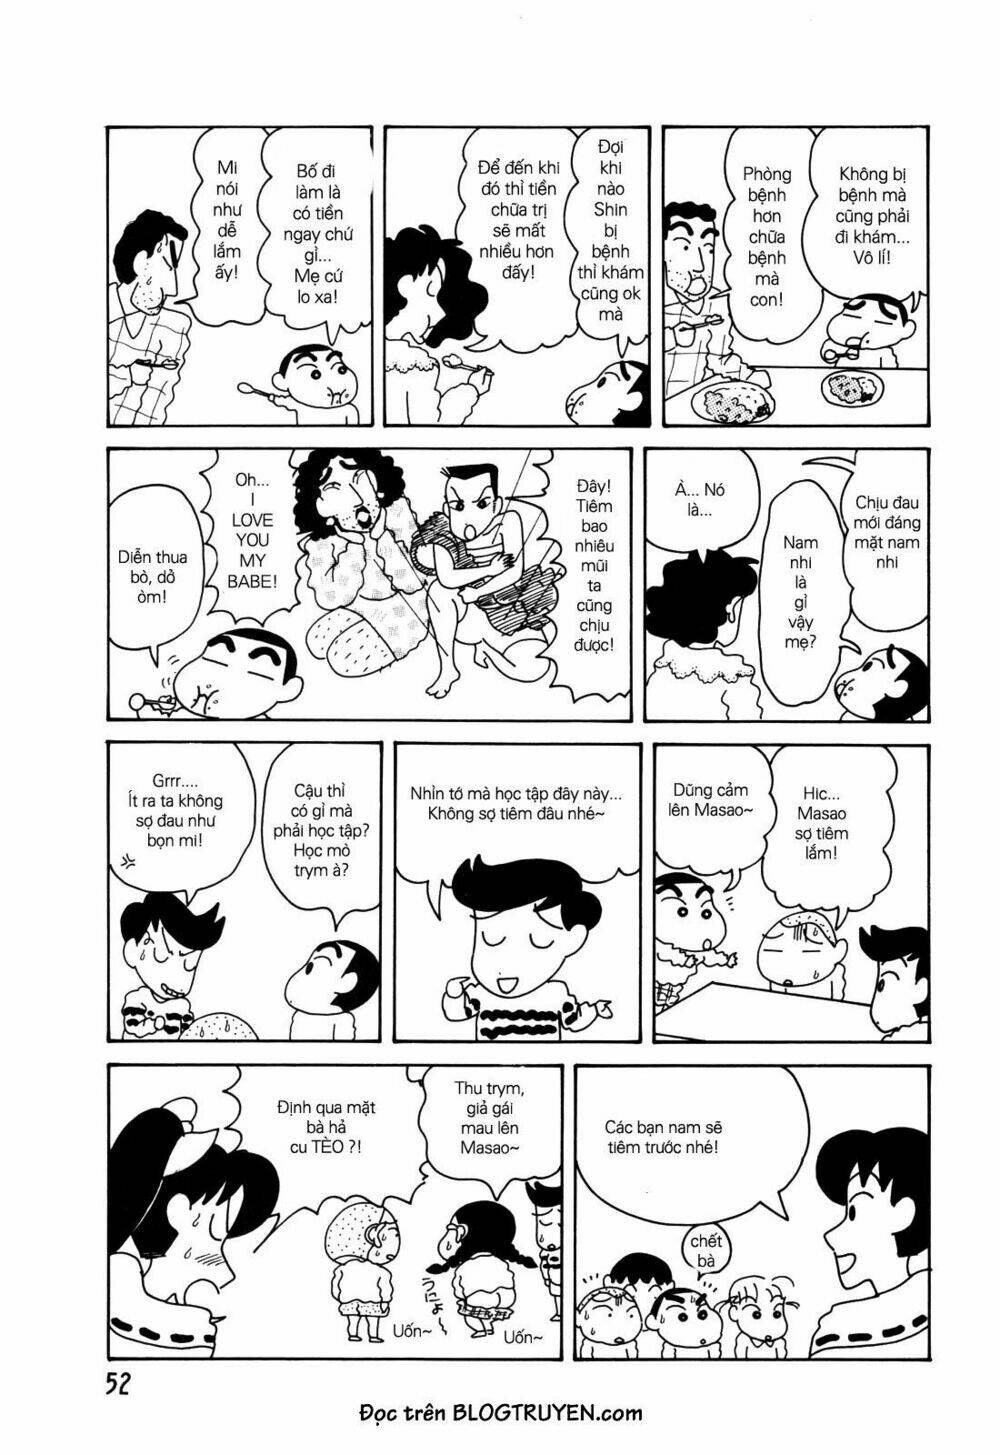 Không bị
bệnh mà
cũng phải
đi khám...
Vô lí!
Phòng
bệnh hơn
chữa
bệnh mà
con!
Đợi
khi
nào
Shin
bị
bệnh
thì khám
cũng ok
mà
Để đến khi
đó thì tiền
chữa trị
sẽ mất
nhiều hơn
đấy!
Bố đi
làm là
có tiền
ngay chứ
gì...
Mẹ cứ
lo xa!
Mi
nói
như
dễ
lắm
ấy!
Chịu đau
mới đáng
mặt nam
nhi
Nam
nhi
là
gì
vậy
mẹ?
À... Nó
là...
Đây!
Tiêm
bao
nhiêu
mũi
ta
cũng
chịu
được!
Oh...
I
LOVE
YOU
MY
BABE!
Diễn thua
bò, dở
òm!
Hic...
Masao
sợ tiêm
lắm!
Dũng cảm
lên Masao~
Nhìn tớ mà học tập đây này...
Không sợ tiêm đâu nhé~
Cậu thì
có gì mà
phải học tập?
Học mò
trym à?
Grrr....
Ít ra ta không
sợ đau như
bọn mi!
Các bạn nam sẽ
tiêm trước nhé!
chết
bà
Thu trym,
giả gái
mau lên
Masao~
うにょ〜
Uốn~
Uốn~
Định qua mặt
bà hả
cu TÈO ?!
52
Đọc trên BLOGTRUYEN.com